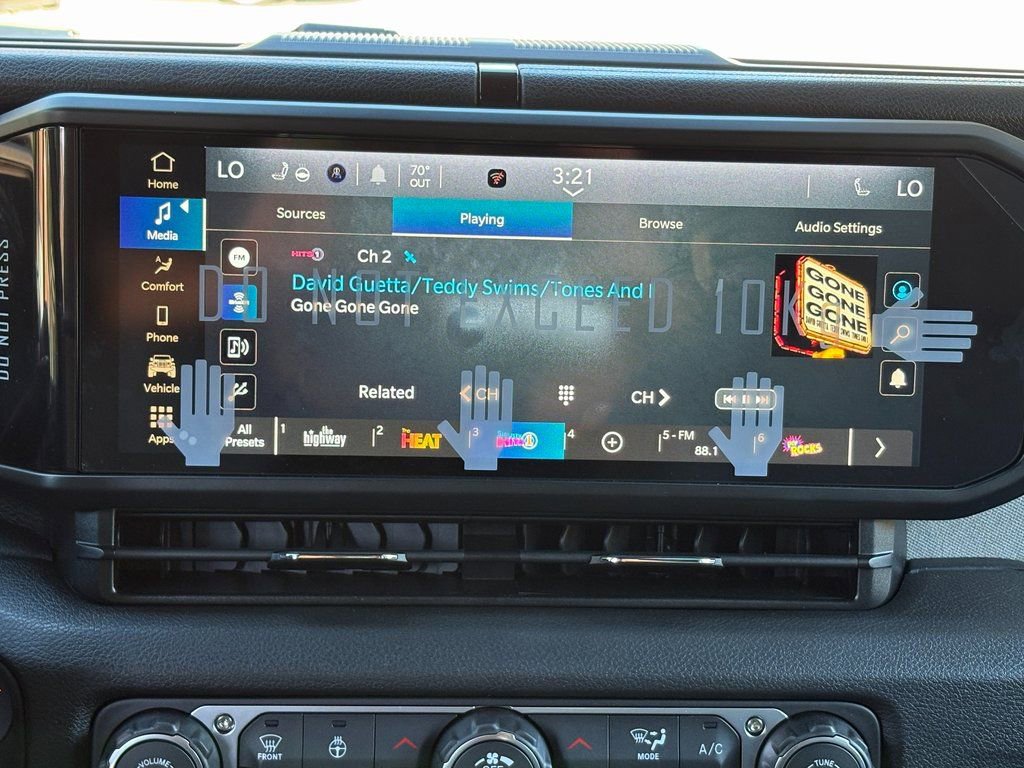 LO
70°
OUT
3:21
LO
Home
Media
Comfort
Phone
Vehicle
Apps
Sources
Playing
Browse
Audio Settings
FM
HITS1
Ch 2
David Guetta/Teddy Swims/Tones And I
Gone Gone Gone
DO NOT EXCEED 10K
DO NOT PRESS
GONE
GONE
GONE
Related
CH
CH
All
Presets
1
the
highway
2
The
HEAT
3
HITS1
4
5 - FM
88.1
6
ROCKS
FRONT
MODE
A/C
VOLUME
OFF
TUNE